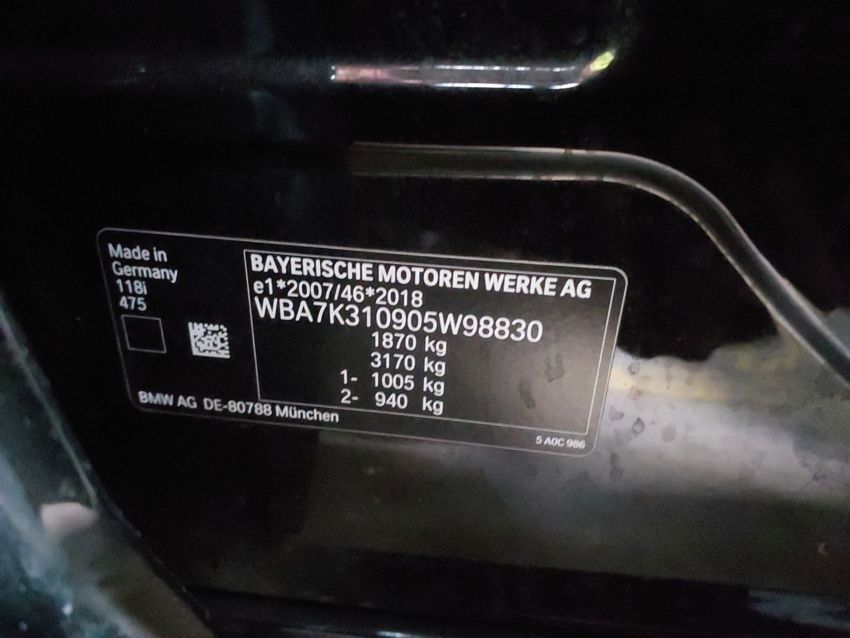 Made in
Germany
118i
475
BAYERISCHE MOTOREN WERKE AG
e1*2007/46*2018
WBA7K310905W98830
1870 kg
3170 kg
1- 1005 kg
2- 940 kg
BMW AG DE-80788 München
5 A0C 986